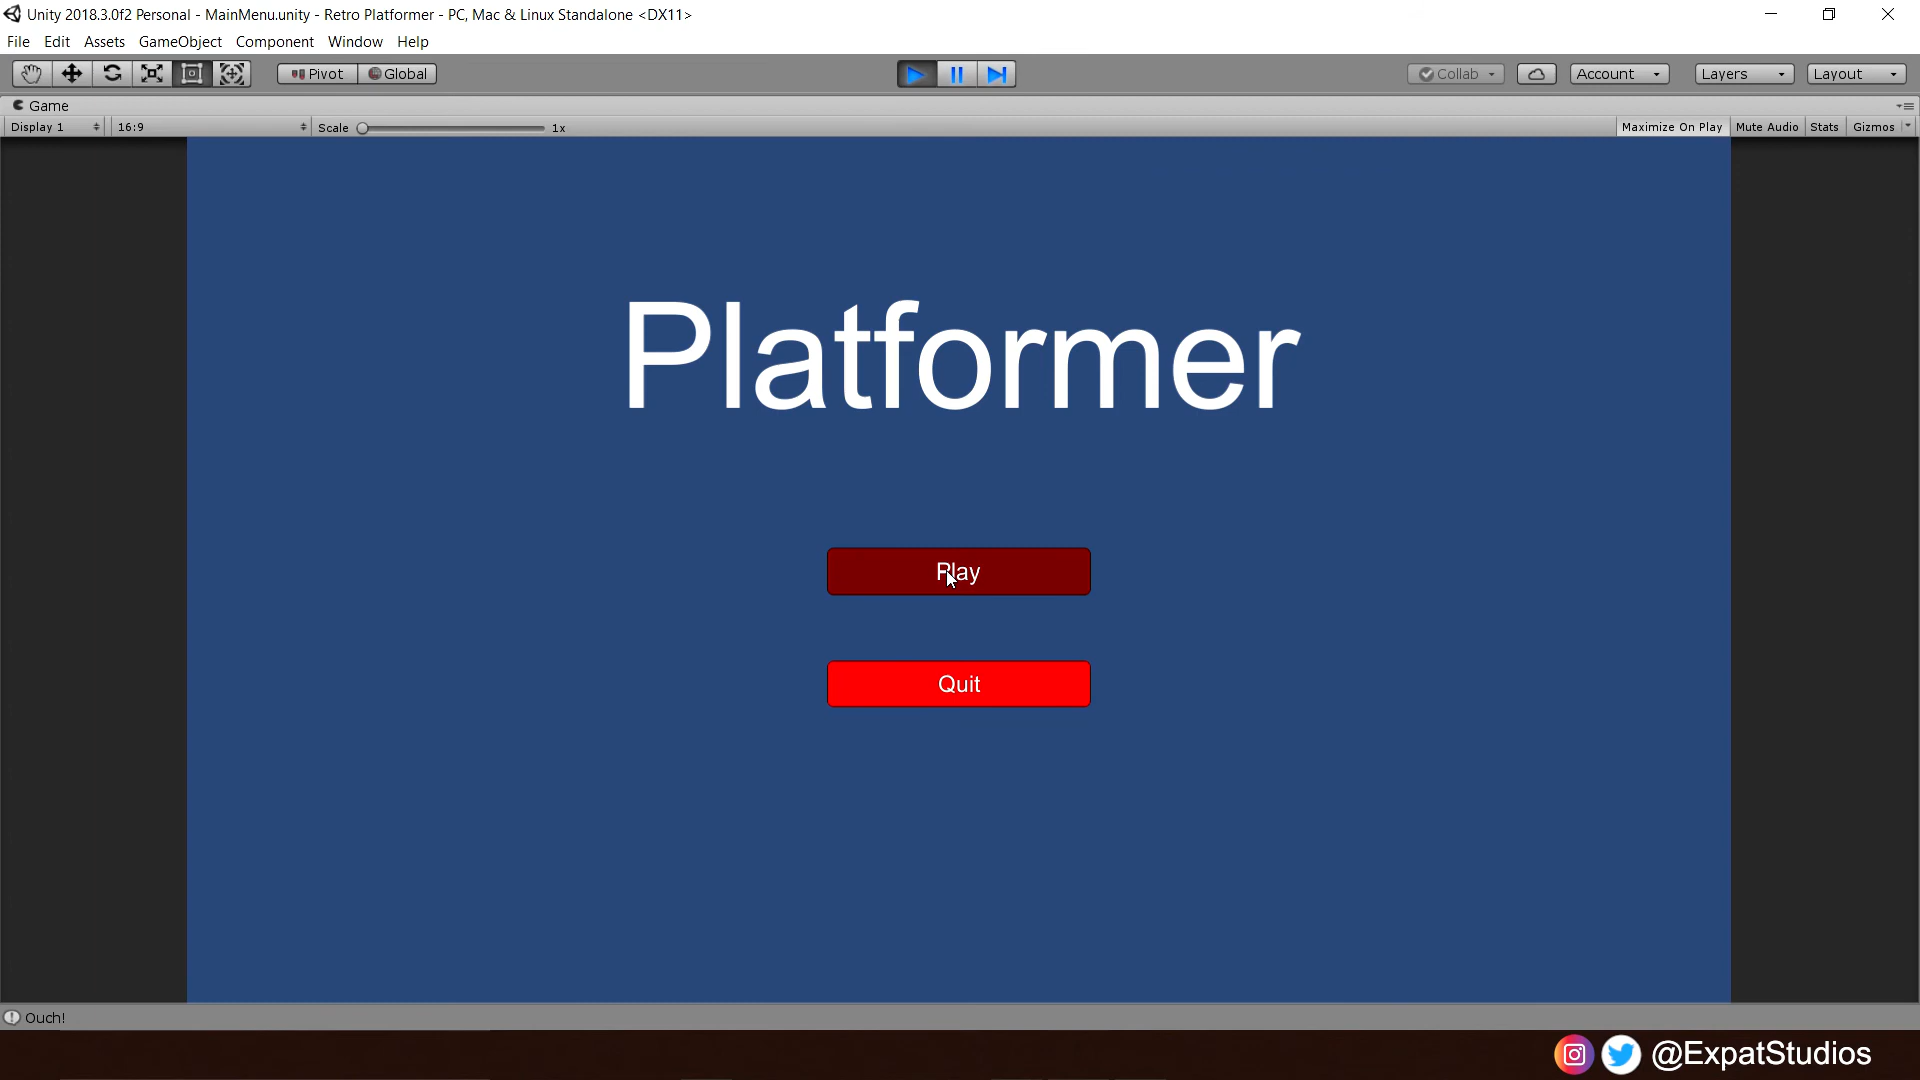 Unity 2018.3.0f2 Personal - MainMenu.unity - Retro Platformer - PC, Mac & Linux Standalone <DX11>
File Edit Assets GameObject Component Window Help
Pivot Global Collab Account Layers Layout
Game
Display 1 16:9 Scale 1x Maximize On Play Mute Audio Stats Gizmos
Platformer
Play
Quit
Ouch!
@ExpatStudios